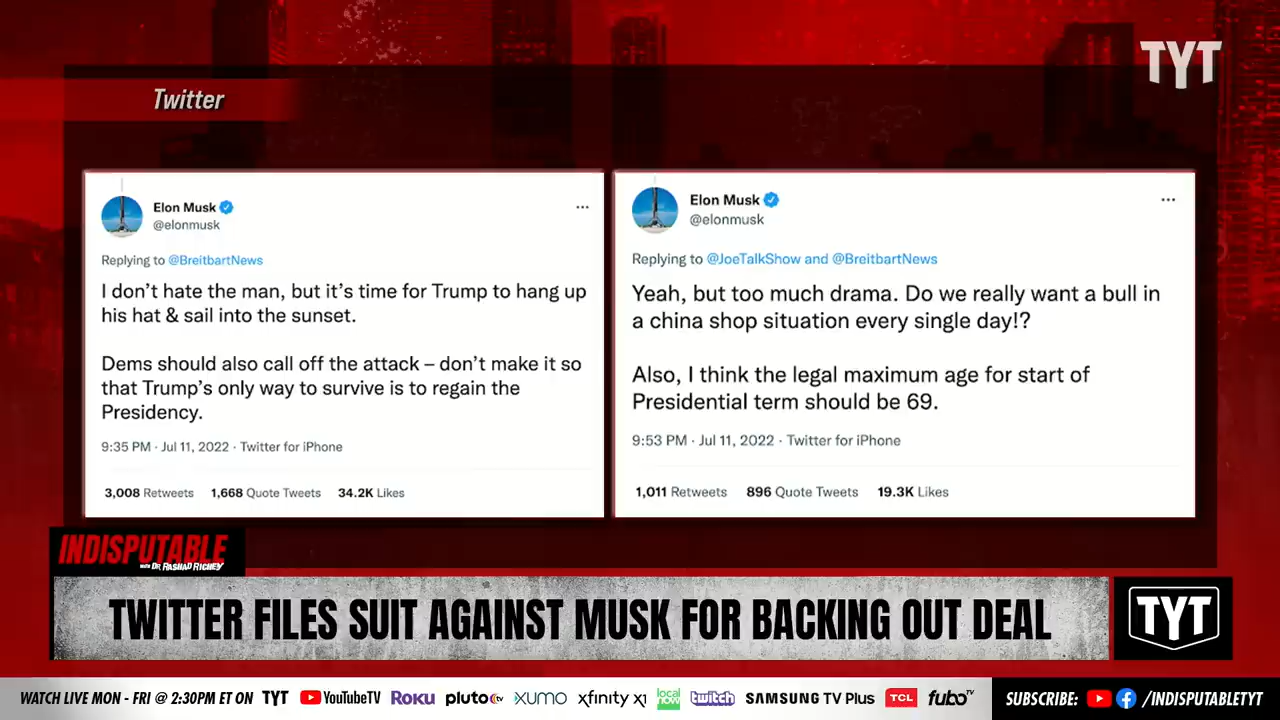 TYT
Twitter
Elon Musk
@elonmusk
Replying to @BreitbartNews
I don't hate the man, but it's time for Trump to hang up
his hat & sail into the sunset.
Dems should also call off the attack – don't make it so
that Trump's only way to survive is to regain the
Presidency.
9:35 PM · Jul 11, 2022 · Twitter for iPhone
3,008 Retweets 1,668 Quote Tweets 34.2K Likes
Elon Musk
@elonmusk
Replying to @JoeTalkShow and @BreitbartNews
Yeah, but too much drama. Do we really want a bull in
a china shop situation every single day!?
Also, I think the legal maximum age for start of
Presidential term should be 69.
9:53 PM · Jul 11, 2022 · Twitter for iPhone
1,011 Retweets 896 Quote Tweets 19.3K Likes
INDISPUTABLE
WITH DR. RASHAD RICHEY
TWITTER FILES SUIT AGAINST MUSK FOR BACKING OUT DEAL
TYT
WATCH LIVE MON - FRI @ 2:30PM ET ON TYT YouTubeTV ROKU pluto tv XUMO xfinity x1 local now twitch SAMSUNG TV Plus TCL fubo TV SUBSCRIBE: /INDISPUTABLETYT